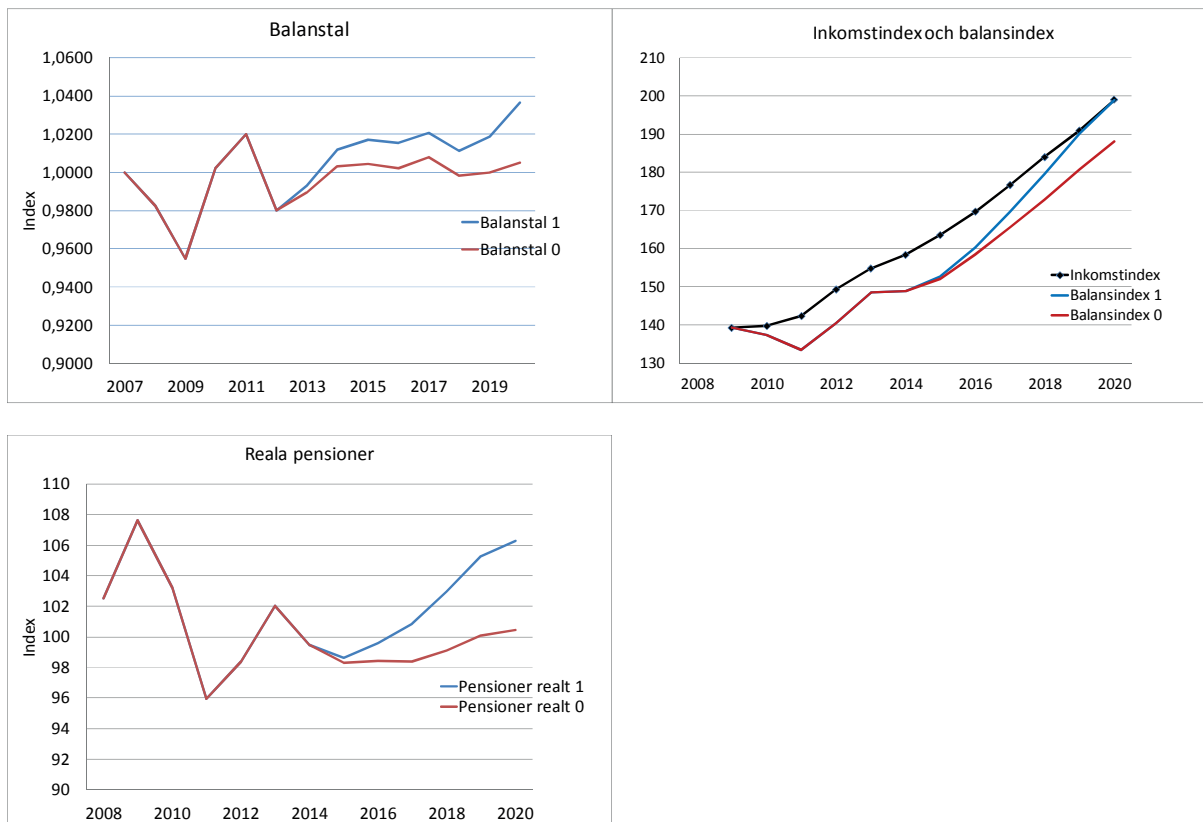 Balanstal
1,0600
1,0400
1,0200
1,0000
0,9800
0,9600
0,9400
0,9200
0,9000
Index
Balanstal 1
Balanstal 0
2007 2009 2011 2013 2015 2017 2019
Inkomstindex och balansindex
210
200
190
180
170
160
150
140
130
Inkomstindex
Balansindex 1
Balansindex 0
2008 2010 2012 2014 2016 2018 2020
Reala pensioner
110
108
106
104
102
100
98
96
94
92
90
Index
Pensioner realt 1
Pensioner realt 0
2008 2010 2012 2014 2016 2018 2020